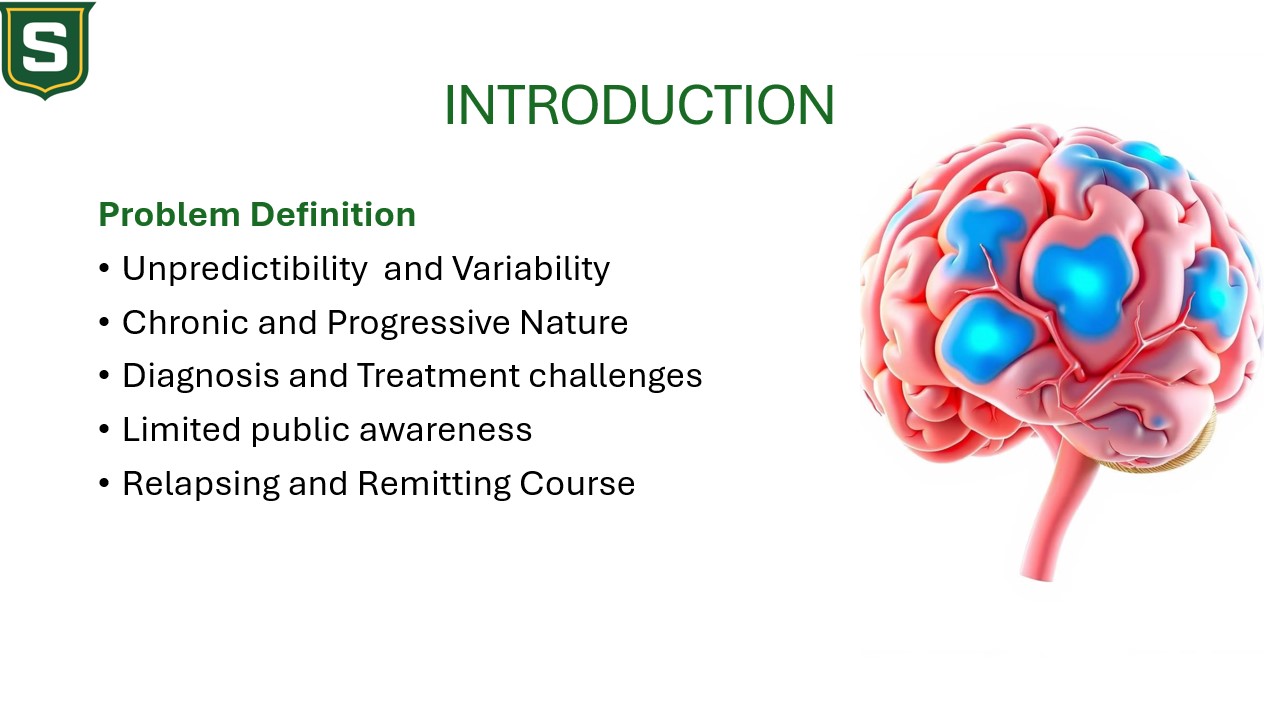 S
INTRODUCTION
Problem Definition
• Unpredictibility  and Variability
• Chronic and Progressive Nature
• Diagnosis and Treatment challenges
• Limited public awareness
• Relapsing and Remitting Course